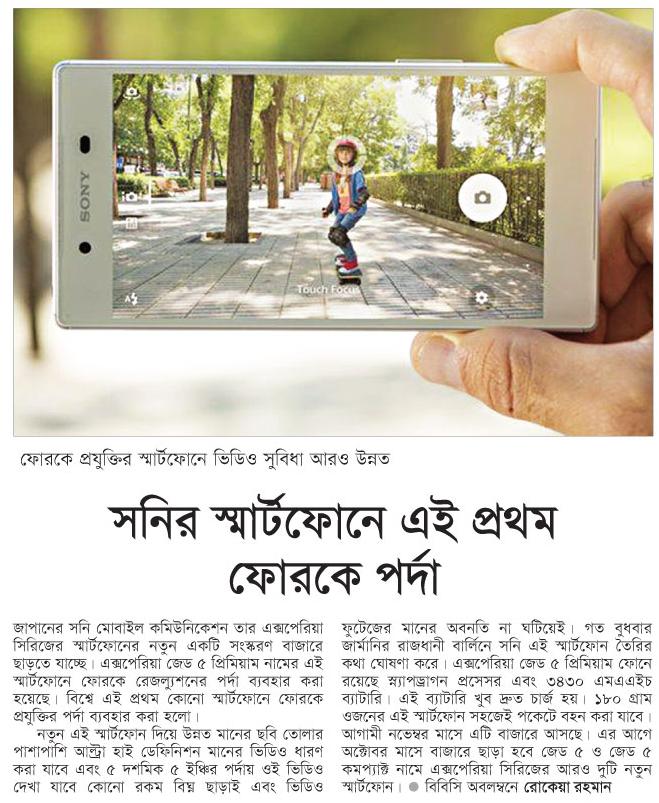 SONY
Touch Focus
ফোরকে প্রযুক্তির স্মার্টফোনে ভিডিও সুবিধা আরও উন্নত
সনির স্মার্টফোনে এই প্রথম
ফোরকে পর্দা
জাপানের সনি মোবাইল কমিউনিকেশন তার এক্সপেরিয়া
সিরিজের স্মার্টফোনের নতুন একটি সংস্করণ বাজারে
ছাড়তে যাচ্ছে। এক্সপেরিয়া জেড ৫ প্রিমিয়াম নামের এই
স্মার্টফোনে ফোরকে রেজল্যুশনের পর্দা ব্যবহার করা
হয়েছে। বিশ্বে এই প্রথম কোনো স্মার্টফোনে ফোরকে
প্রযুক্তির পর্দা ব্যবহার করা হলো।
নতুন এই স্মার্টফোন দিয়ে উন্নত মানের ছবি তোলার
পাশাপাশি আল্ট্রা হাই ডেফিনিশন মানের ভিডিও ধারণ
করা যাবে এবং ৫ দশমিক ৫ ইঞ্চির পর্দায় ওই ভিডিও
দেখা যাবে কোনো রকম বিঘ্ন ছাড়াই এবং ভিডিও
ফুটেজের মানের অবনতি না ঘটিয়েই। গত বুধবার
জার্মানির রাজধানী বার্লিনে সনি এই স্মার্টফোন তৈরির
কথা ঘোষণা করে। এক্সপেরিয়া জেড ৫ প্রিমিয়াম ফোনে
রয়েছে স্ন্যাপড্রাগন প্রসেসর এবং ৩৪৩০ এমএএইচ
ব্যাটারি। এই ব্যাটারি খুব দ্রুত চার্জ হয়। ১৮০ গ্রাম
ওজনের এই স্মার্টফোন সহজেই পকেটে বহন করা যাবে।
আগামী নভেম্বর মাসে এটি বাজারে আসছে। এর আগে
অক্টোবর মাসে বাজারে ছাড়া হবে জেড ৫ ও জেড ৫
কমপ্যাক্ট নামে এক্সপেরিয়া সিরিজের আরও দুটি নতুন
স্মার্টফোন। ● বিবিসি অবলম্বনে রোকেয়া রহমান